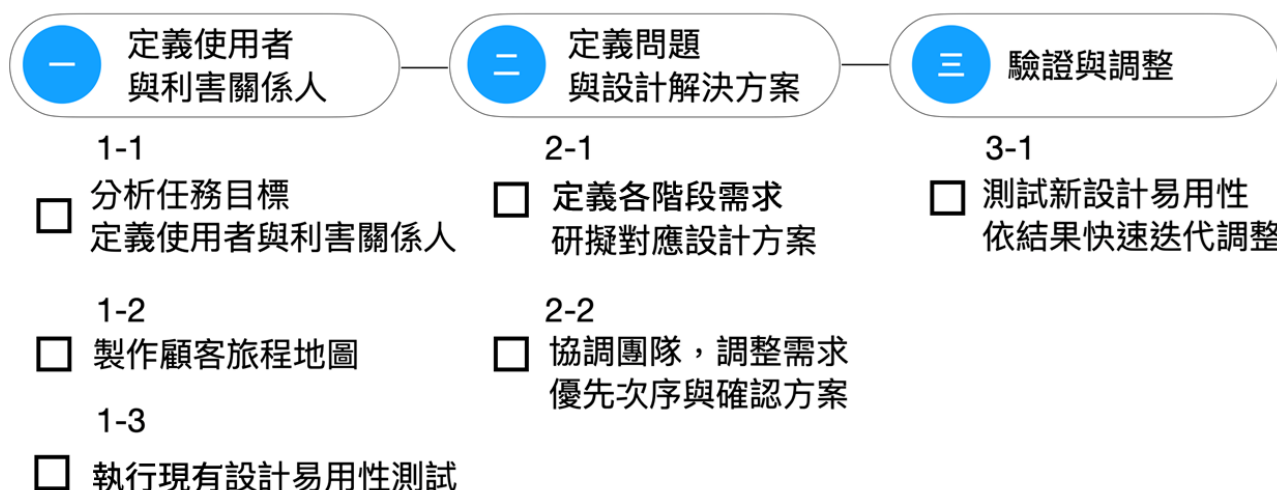 一
定義使用者
與利害關係人
二
定義問題
與設計解決方案
三
驗證與調整
1-1
分析任務目標
定義使用者與利害關係人
1-2
製作顧客旅程地圖
1-3
執行現有設計易用性測試
2-1
定義各階段需求
研擬對應設計方案
2-2
協調團隊，調整需求
優先次序與確認方案
3-1
測試新設計易用性
依結果快速迭代調整